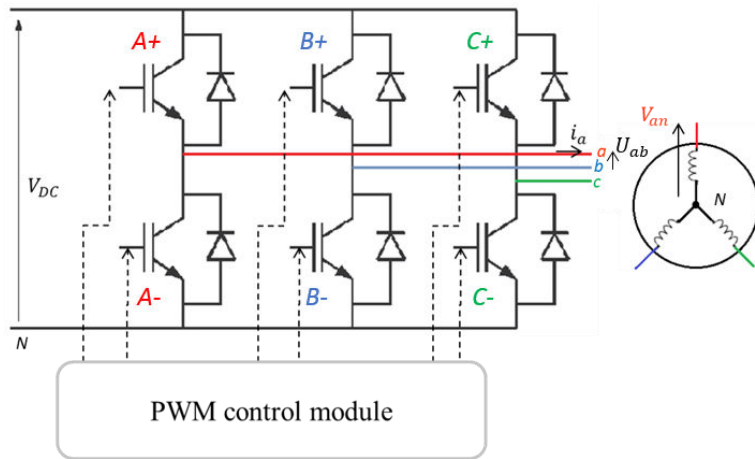 A+
B+
C+
V_DC
i_a
a
b
c
U_ab
V_an
N
A-
B-
C-
N
PWM control module